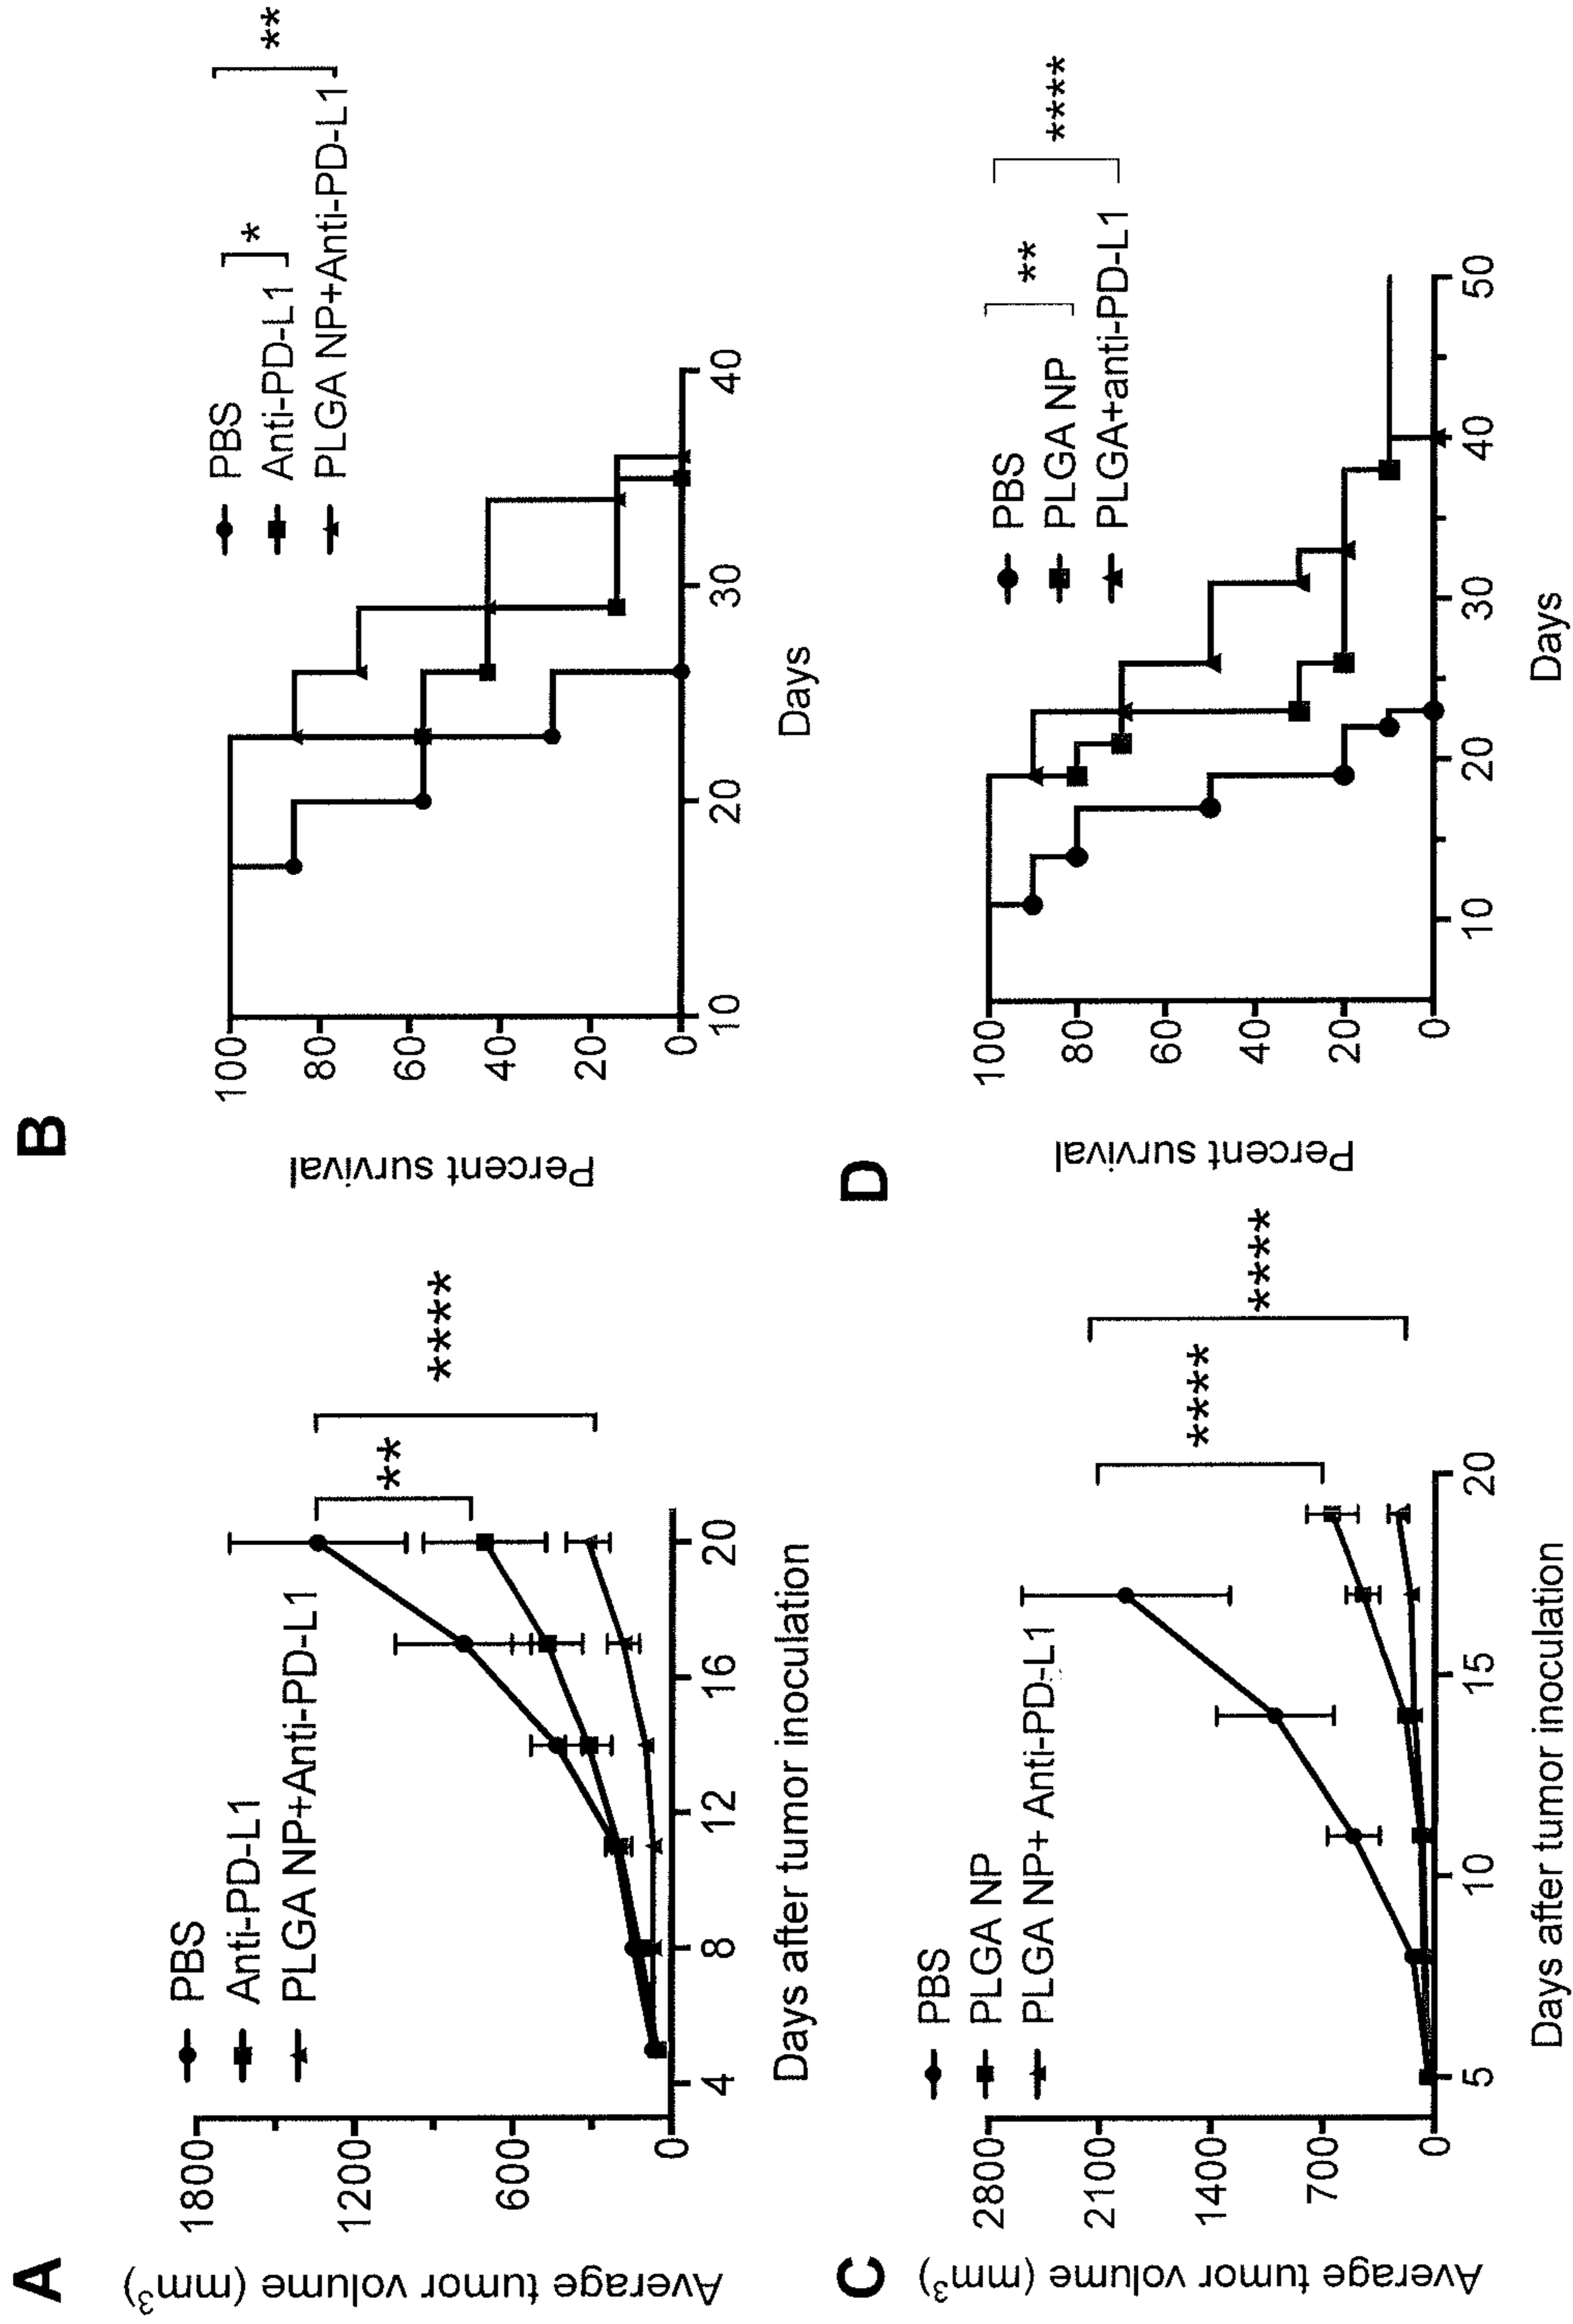 A
Average tumor volume (mm³)
1800
1200
600
0
PBS
Anti-PD-L1
PLGA NP+Anti-PD-L1
**
****
4
8
12
16
20
Days after tumor inoculation
B
Percent survival
100
80
60
40
20
0
PBS
Anti-PD-L1
PLGA NP+Anti-PD-L1
*
**
10
20
30
40
Days
C
Average tumor volume (mm³)
2800
2100
1400
700
0
PBS
PLGA NP
PLGA NP+ Anti-PD-L1
****
****
5
10
15
20
Days after tumor inoculation
D
Percent survival
100
80
60
40
20
0
PBS
PLGA NP
PLGA+anti-PD-L1
**
****
10
20
30
40
50
Days